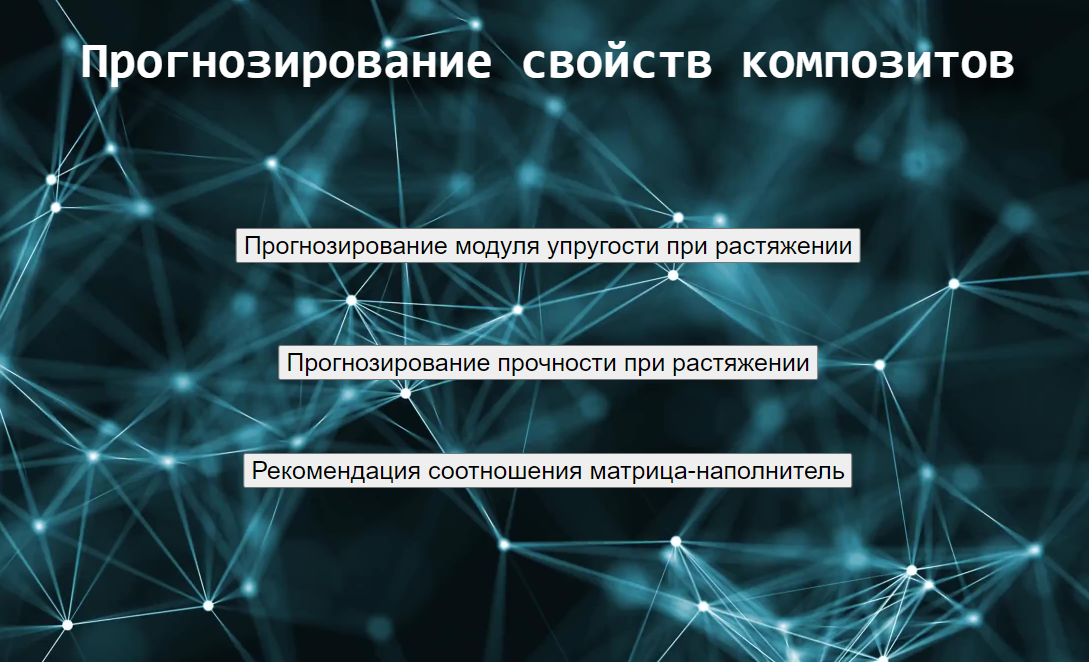 Прогнозирование свойств композитов
Прогнозирование модуля упругости при растяжении
Прогнозирование прочности при растяжении
Рекомендация соотношения матрица-наполнитель